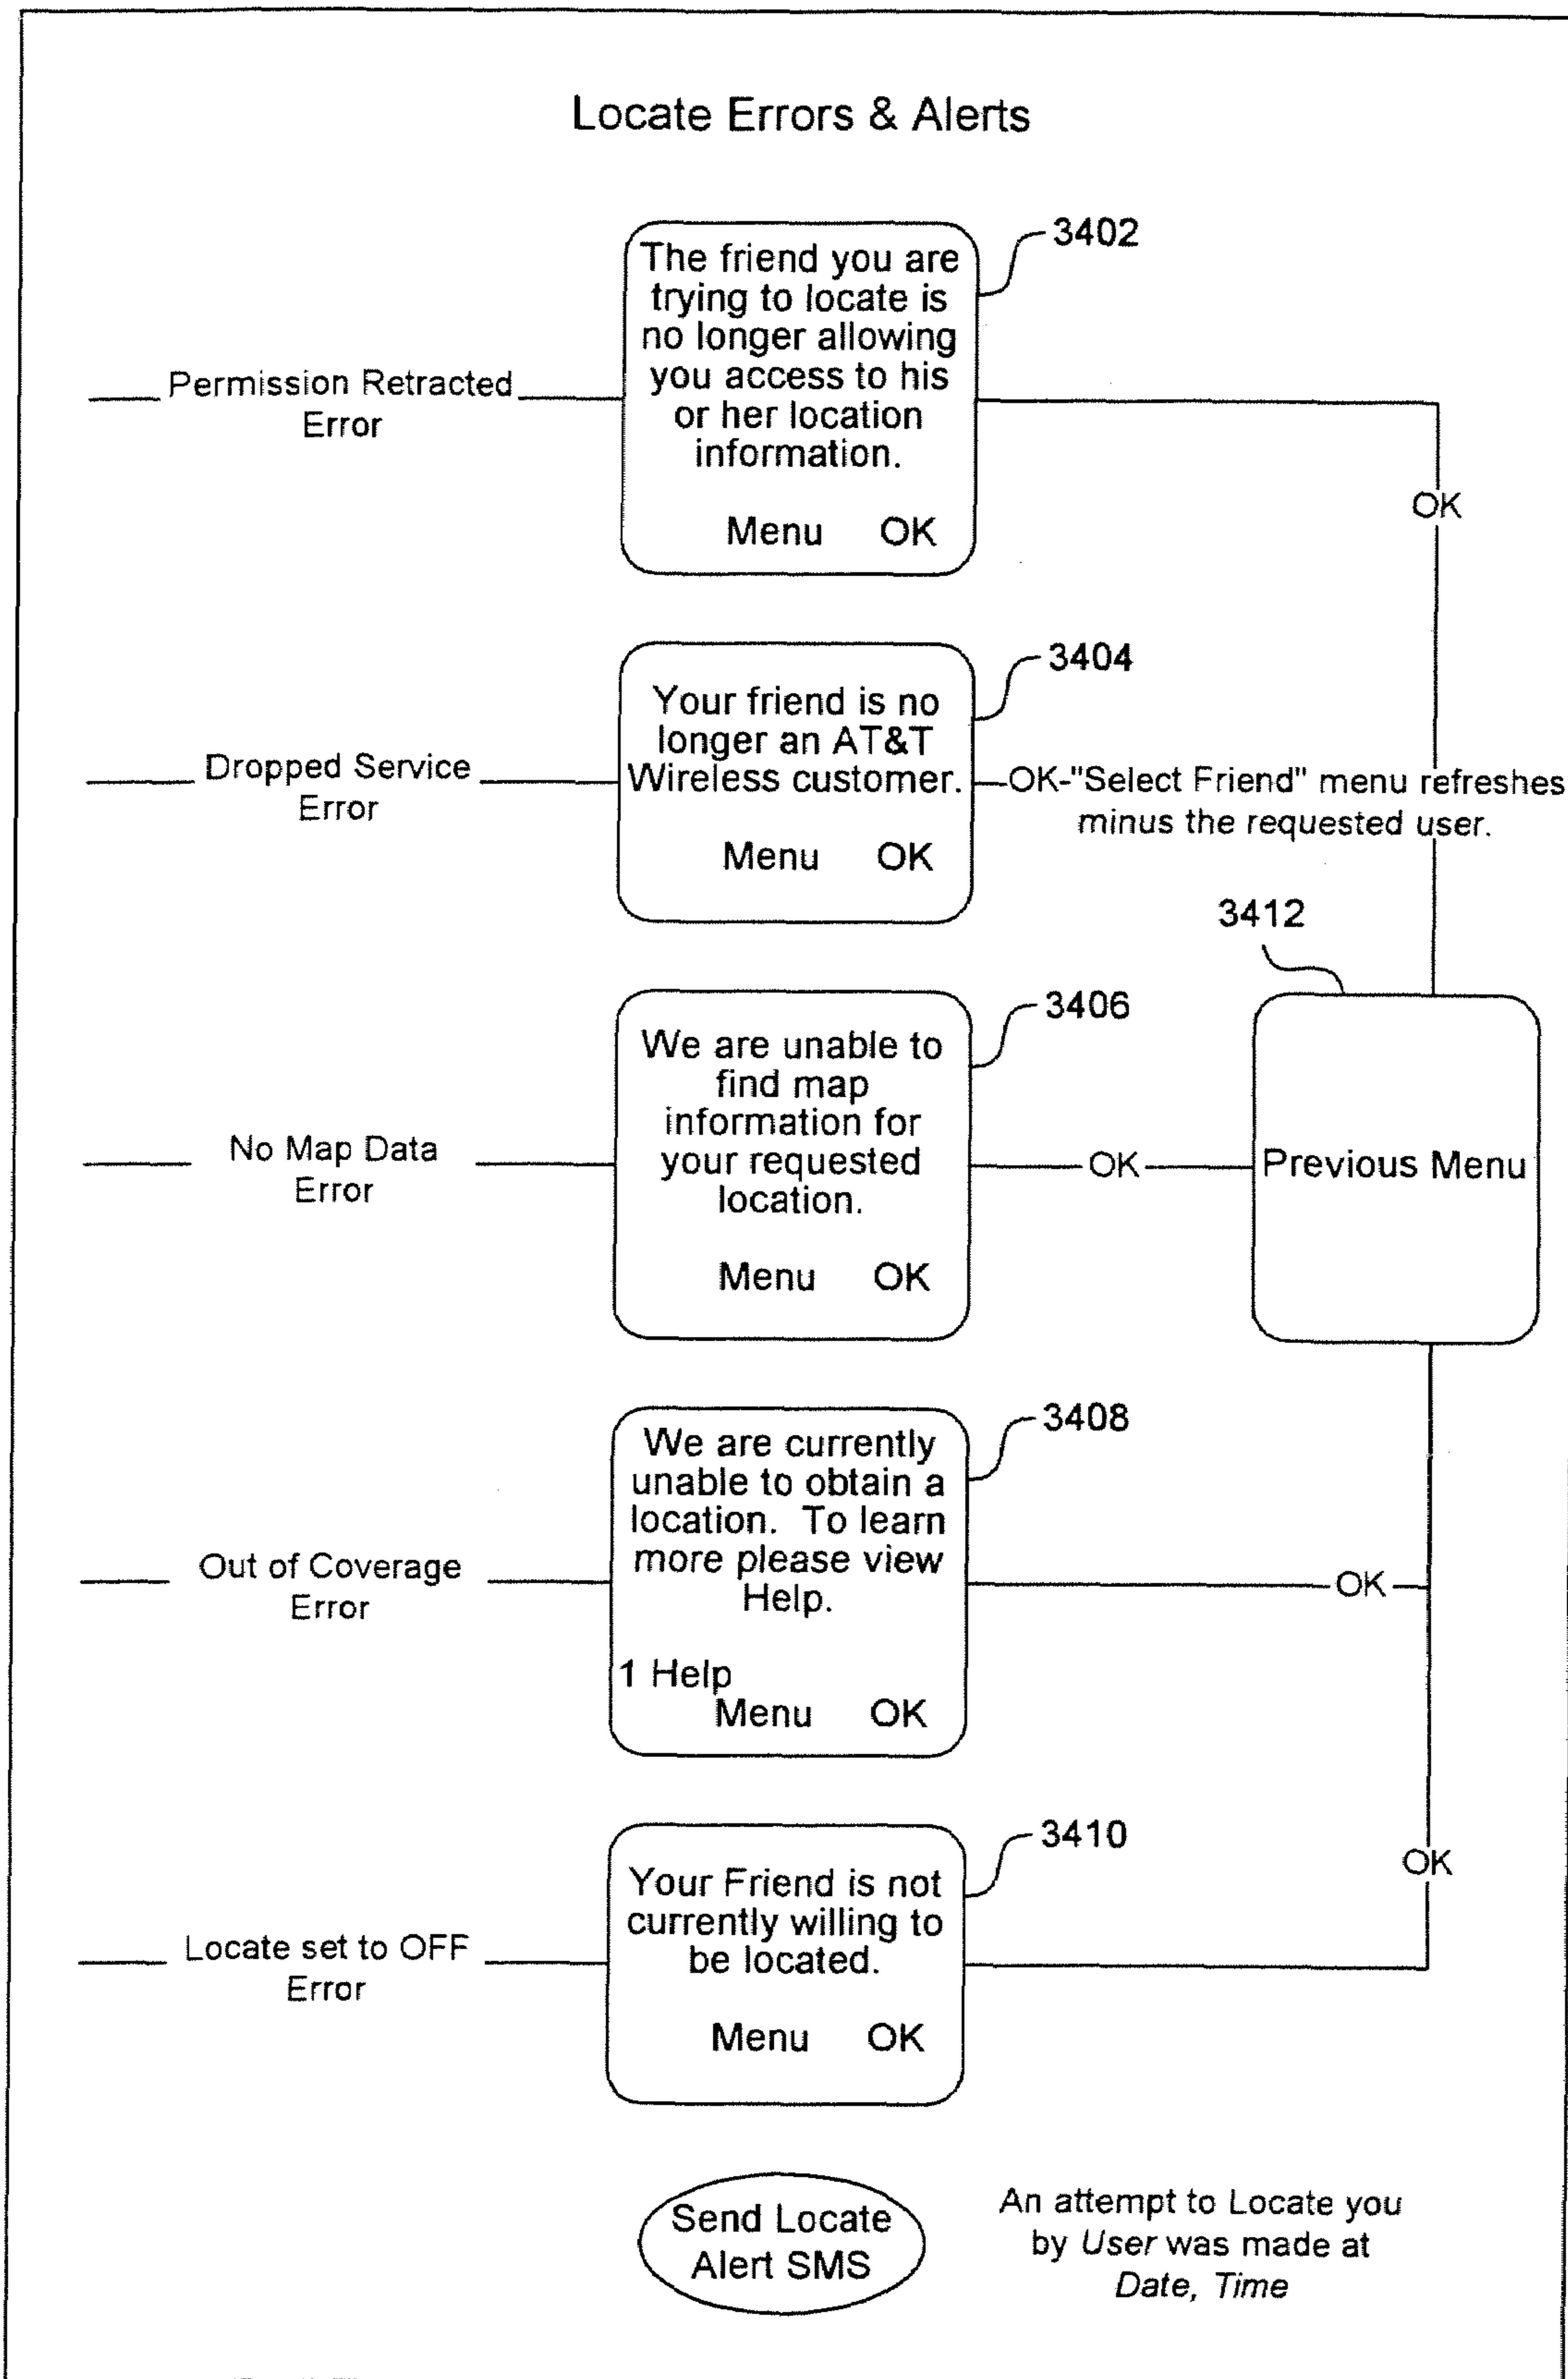 Locate Errors & Alerts
3402
The friend you are
trying to locate is
no longer allowing
you access to his
or her location
information.
Menu OK
Permission Retracted
Error
OK
3404
Your friend is no
longer an AT&T
Wireless customer.
Menu OK
Dropped Service
Error
OK-"Select Friend" menu refreshes
minus the requested user.
3412
Previous Menu
3406
We are unable to
find map
information for
your requested
location.
Menu OK
No Map Data
Error
OK
3408
We are currently
unable to obtain a
location. To learn
more please view
Help.
1 Help
Menu OK
Out of Coverage
Error
OK
3410
Your Friend is not
currently willing to
be located.
Menu OK
Locate set to OFF
Error
OK
Send Locate
Alert SMS
An attempt to Locate you
by User was made at
Date, Time